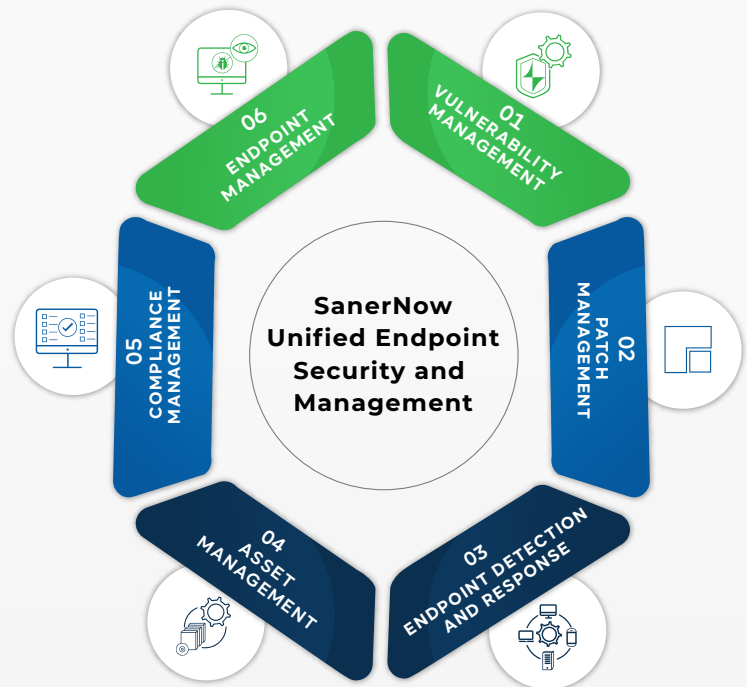 SanerNow
Unified Endpoint
Security and
Management
01
VULNERABILITY
MANAGEMENT
02
PATCH
MANAGEMENT
03
ENDPOINT DETECTION
AND RESPONSE
04
ASSET
MANAGEMENT
05
COMPLIANCE
MANAGEMENT
06
ENDPOINT
MANAGEMENT